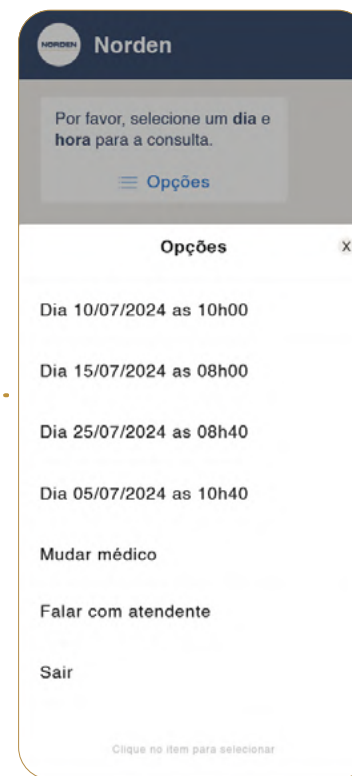 NORDEN
Norden
Por favor, selecione um dia e
hora para a consulta.
Opções
Opções
X
Dia 10/07/2024 as 10h00
Dia 15/07/2024 as 08h00
Dia 25/07/2024 as 08h40
Dia 05/07/2024 as 10h40
Mudar médico
Falar com atendente
Sair
Clique no item para selecionar